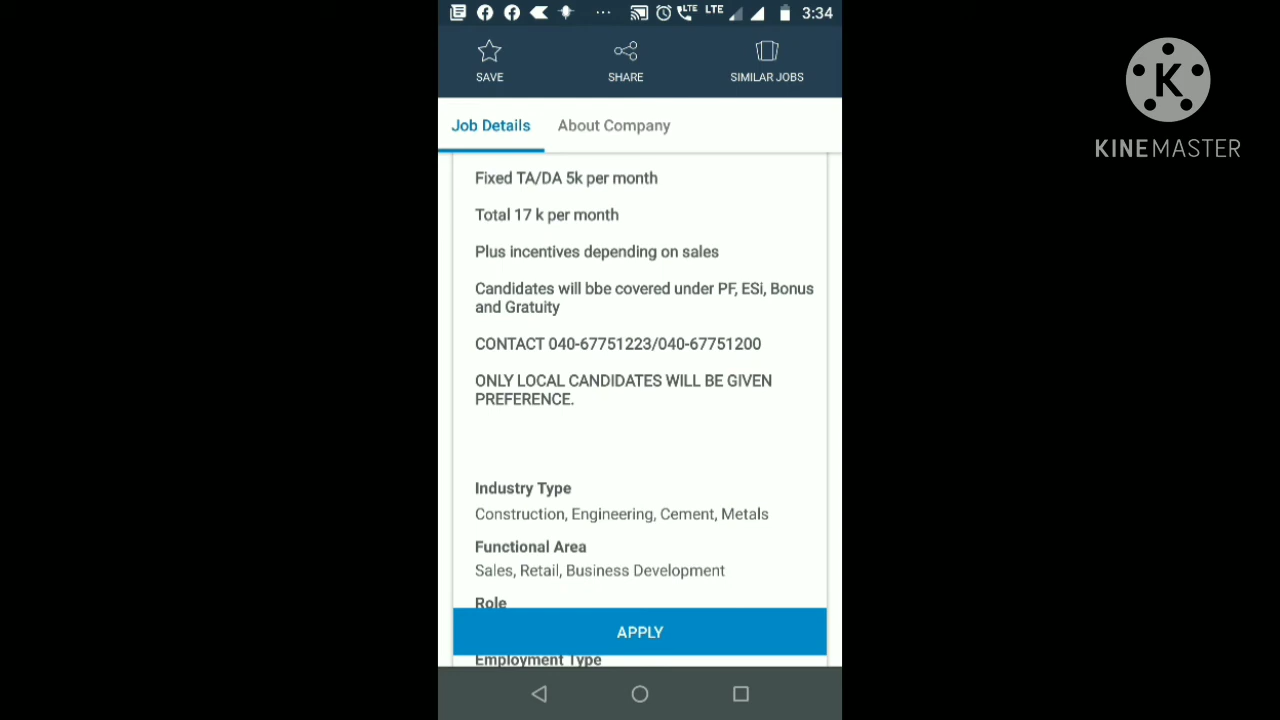 LTE LTE 3:34
SAVE SHARE SIMILAR JOBS
K
KINEMASTER
Job Details About Company
Fixed TA/DA 5k per month
Total 17 k per month
Plus incentives depending on sales
Candidates will bbe covered under PF, ESi, Bonus
and Gratuity
CONTACT 040-67751223/040-67751200
ONLY LOCAL CANDIDATES WILL BE GIVEN
PREFERENCE.
Industry Type
Construction, Engineering, Cement, Metals
Functional Area
Sales, Retail, Business Development
Role
APPLY
Employment Type